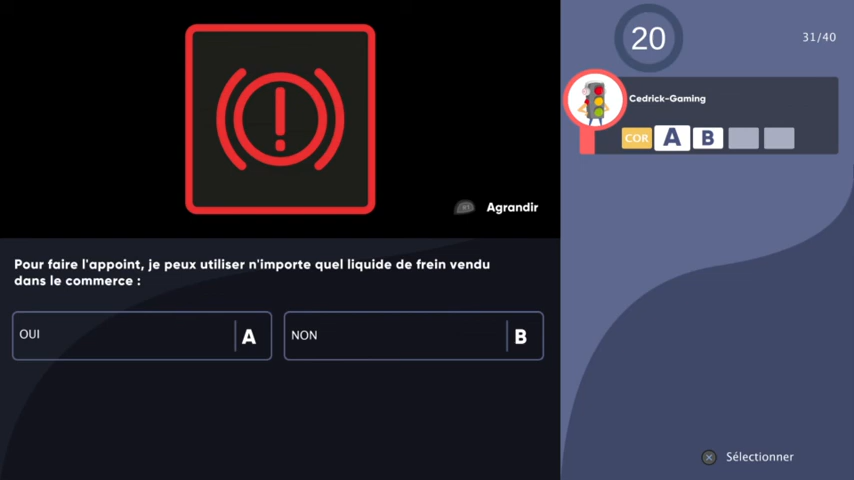 20
31/40
Cedrick-Gaming
COR A B
R1 Agrandir
Pour faire l'appoint, je peux utiliser n'importe quel liquide de frein vendu
dans le commerce :
OUI A
NON B
Sélectionner